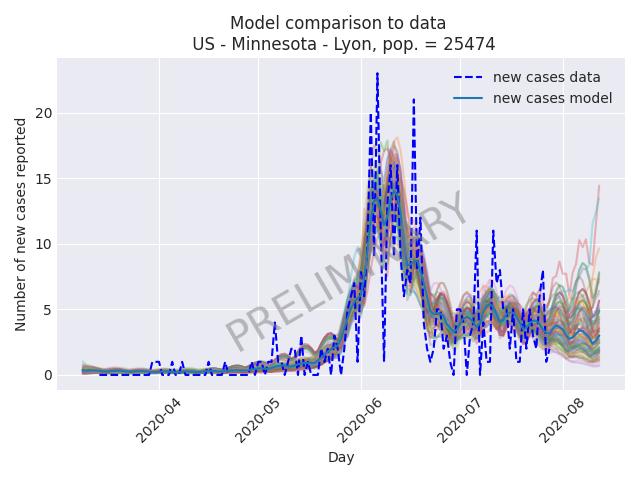 Model comparison to data
US - Minnesota - Lyon, pop. = 25474
new cases data
new cases model
PRELIMINARY
Number of new cases reported
20
15
10
5
0
2020-04
2020-05
2020-06
2020-07
2020-08
Day